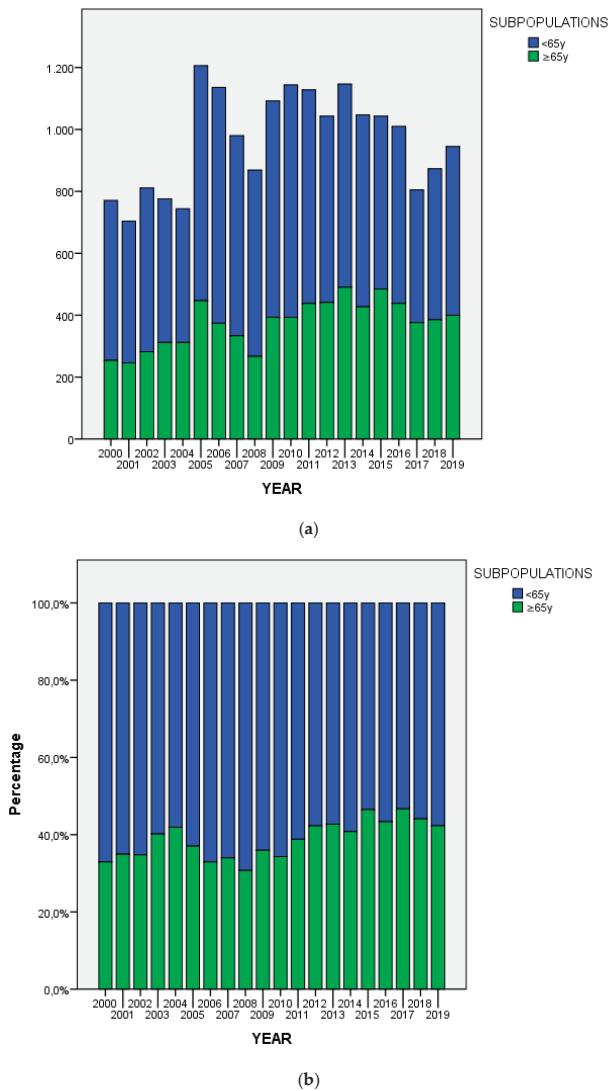 SUBPOPULATIONS
<65y
≥65y
1.200
1.000
800
600
400
200
0
2000 2002 2004 2006 2008 2010 2012 2014 2016 2018
2001 2003 2005 2007 2009 2011 2013 2015 2017 2019
YEAR
(a)
SUBPOPULATIONS
<65y
≥65y
100,0%
80,0%
60,0%
40,0%
20,0%
0,0%
Percentage
2000 2002 2004 2006 2008 2010 2012 2014 2016 2018
2001 2003 2005 2007 2009 2011 2013 2015 2017 2019
YEAR
(b)